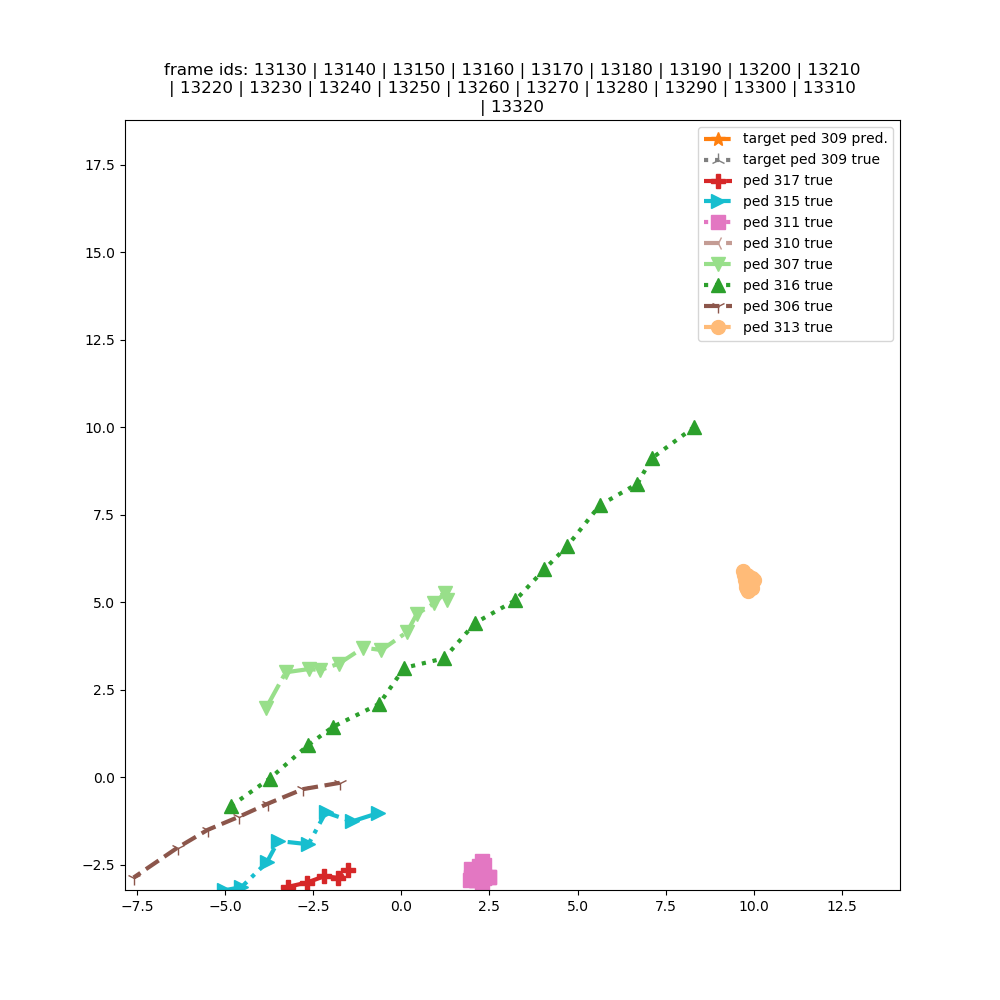 frame ids: 13130 | 13140 | 13150 | 13160 | 13170 | 13180 | 13190 | 13200 | 13210
| 13220 | 13230 | 13240 | 13250 | 13260 | 13270 | 13280 | 13290 | 13300 | 13310
| 13320
target ped 309 pred.
target ped 309 true
ped 317 true
ped 315 true
ped 311 true
ped 310 true
ped 307 true
ped 316 true
ped 306 true
ped 313 true
17.5
15.0
12.5
10.0
7.5
5.0
2.5
0.0
−2.5
−7.5 −5.0 −2.5 0.0 2.5 5.0 7.5 10.0 12.5